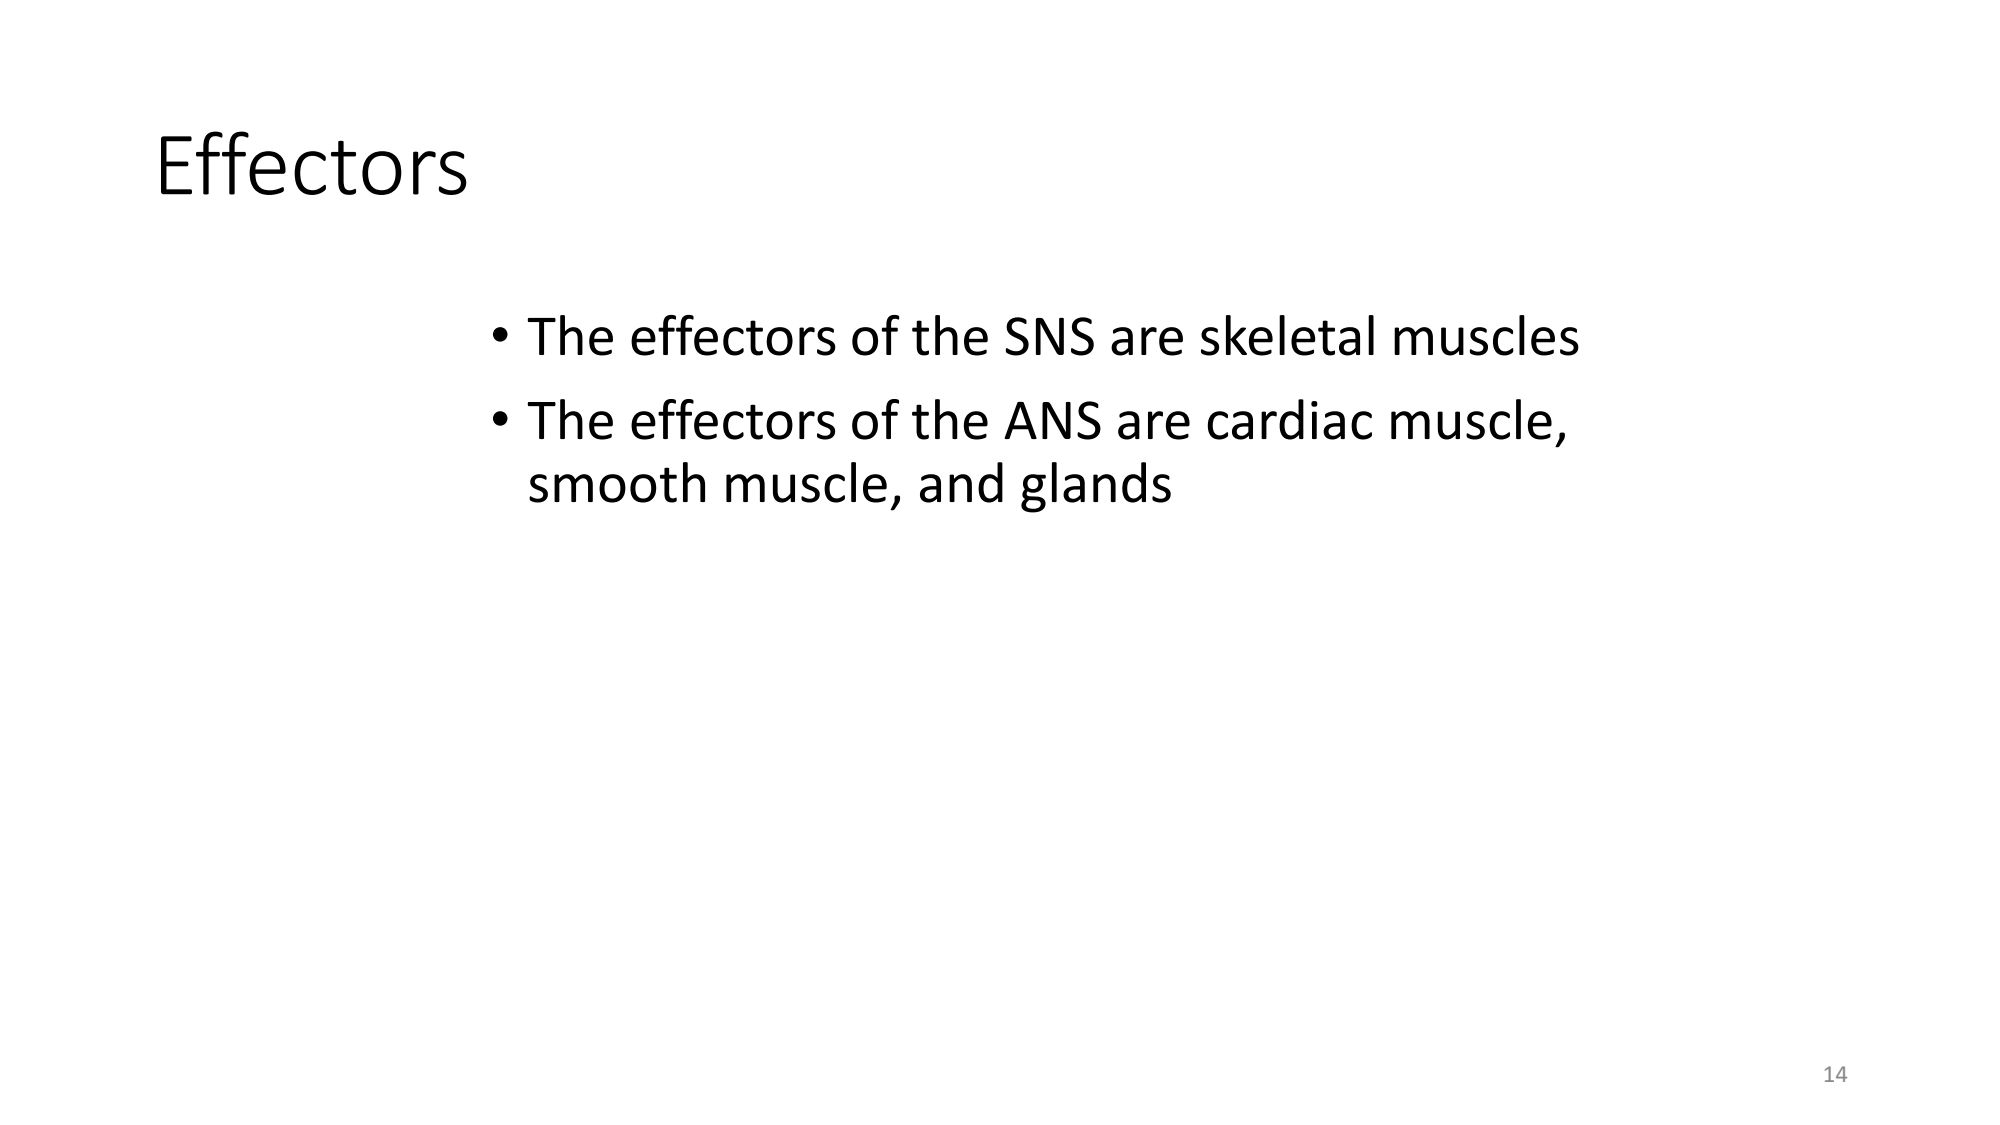 Effectors
• The effectors of the SNS are skeletal muscles
• The effectors of the ANS are cardiac muscle,
smooth muscle, and glands
14